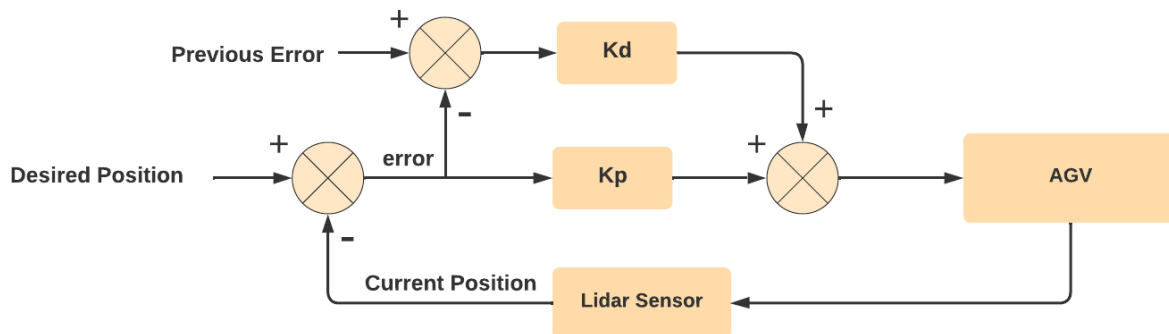 +
Previous Error
Kd
-
+
+
+
Desired Position
error
Kp
AGV
-
Current Position
Lidar Sensor